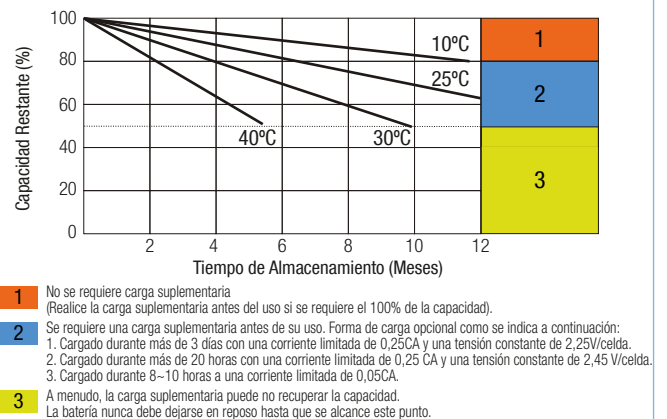 Capacidad Restante (%)
100
80
60
40
20
0
10ºC
25ºC
30ºC
40ºC
1
2
3
2 4 6 8 10 12
Tiempo de Almacenamiento (Meses)
1 No se requiere carga suplementaria
(Realice la carga suplementaria antes del uso si se requiere el 100% de la capacidad).
2 Se requiere una carga suplementaria antes de su uso. Forma de carga opcional como se indica a continuación:
1. Cargado durante más de 3 días con una corriente limitada de 0,25CA y una tensión constante de 2,25V/celda.
2. Cargado durante más de 20 horas con una corriente limitada de 0,25 CA y una tensión constante de 2,45 V/celda.
3. Cargado durante 8~10 horas a una corriente limitada de 0,05CA.
3 A menudo, la carga suplementaria puede no recuperar la capacidad.
La batería nunca debe dejarse en reposo hasta que se alcance este punto.